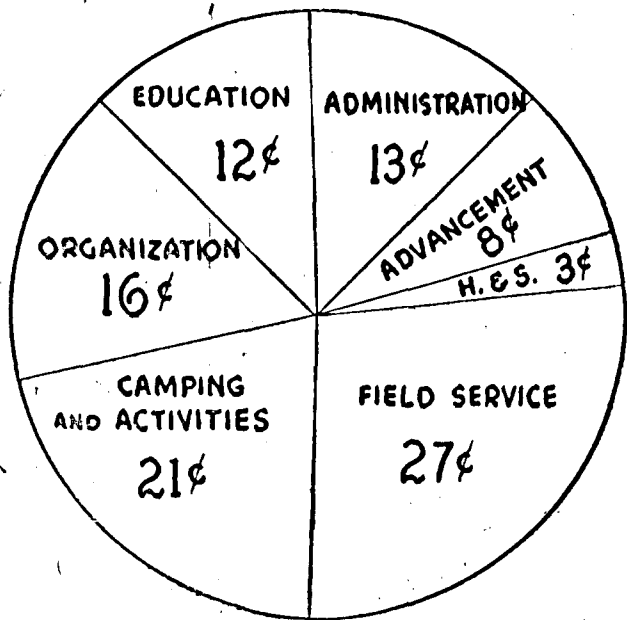 EDUCATION
12¢
ADMINISTRATION
13¢
ADVANCEMENT
8¢
H. & S. 3¢
ORGANIZATION
16¢
CAMPING
AND ACTIVITIES
21¢
FIELD SERVICE
27¢